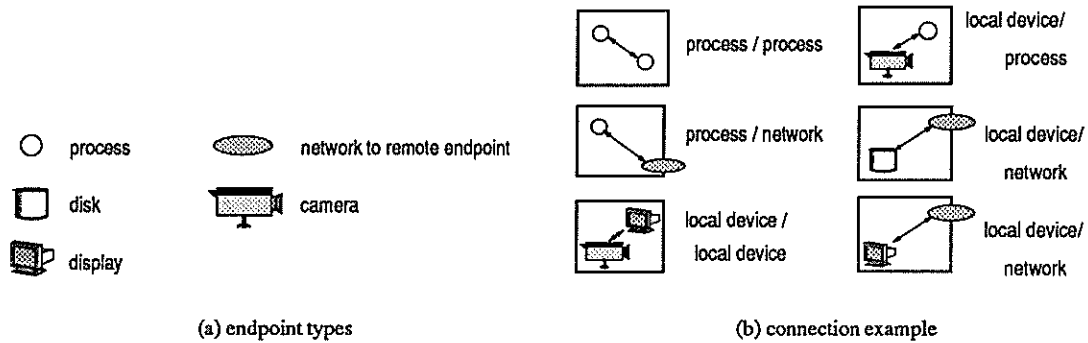 process
network to remote endpoint
disk
camera
display
(a) endpoint types
process / process
local device/
process
process / network
local device/
network
local device /
local device
local device/
network
(b) connection example